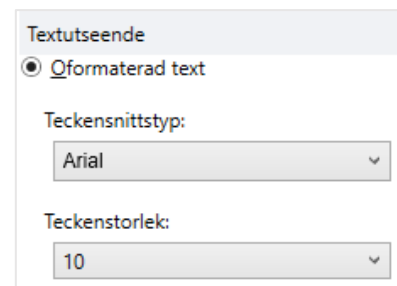 Textutseende
Oformaterad text
Teckensnittstyp:
Arial
Teckenstorlek:
10